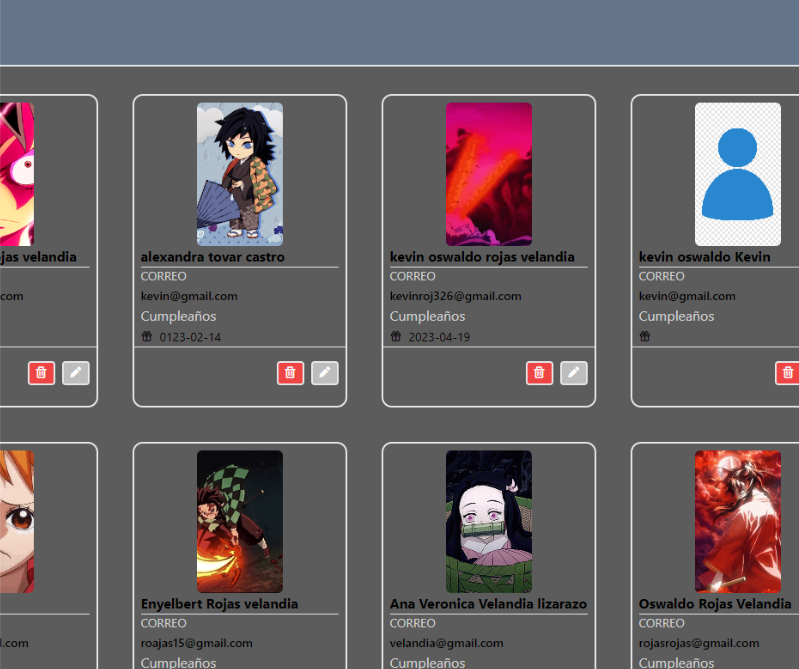 jas velandia
com
alexandra tovar castro
CORREO
kevin@gmail.com
Cumpleaños
0123-02-14
kevin oswaldo rojas velandia
CORREO
kevinroj326@gmail.com
Cumpleaños
2023-04-19
kevin oswaldo Kevin
CORREO
kevin@gmail.com
Cumpleaños
l.com
Enyelbert Rojas velandia
CORREO
roajas15@gmail.com
Cumpleaños
Ana Veronica Velandia lizarazo
CORREO
velandia@gmail.com
Cumpleaños
Oswaldo Rojas Velandia
CORREO
rojasrojas@gmail.com
Cumpleaños